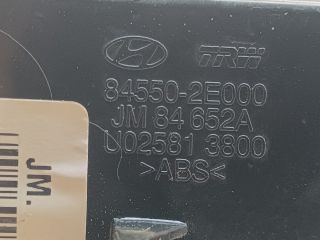 TRW
84550-2E000
JM 84 652A
U02581 3800
>ABS<
JM.